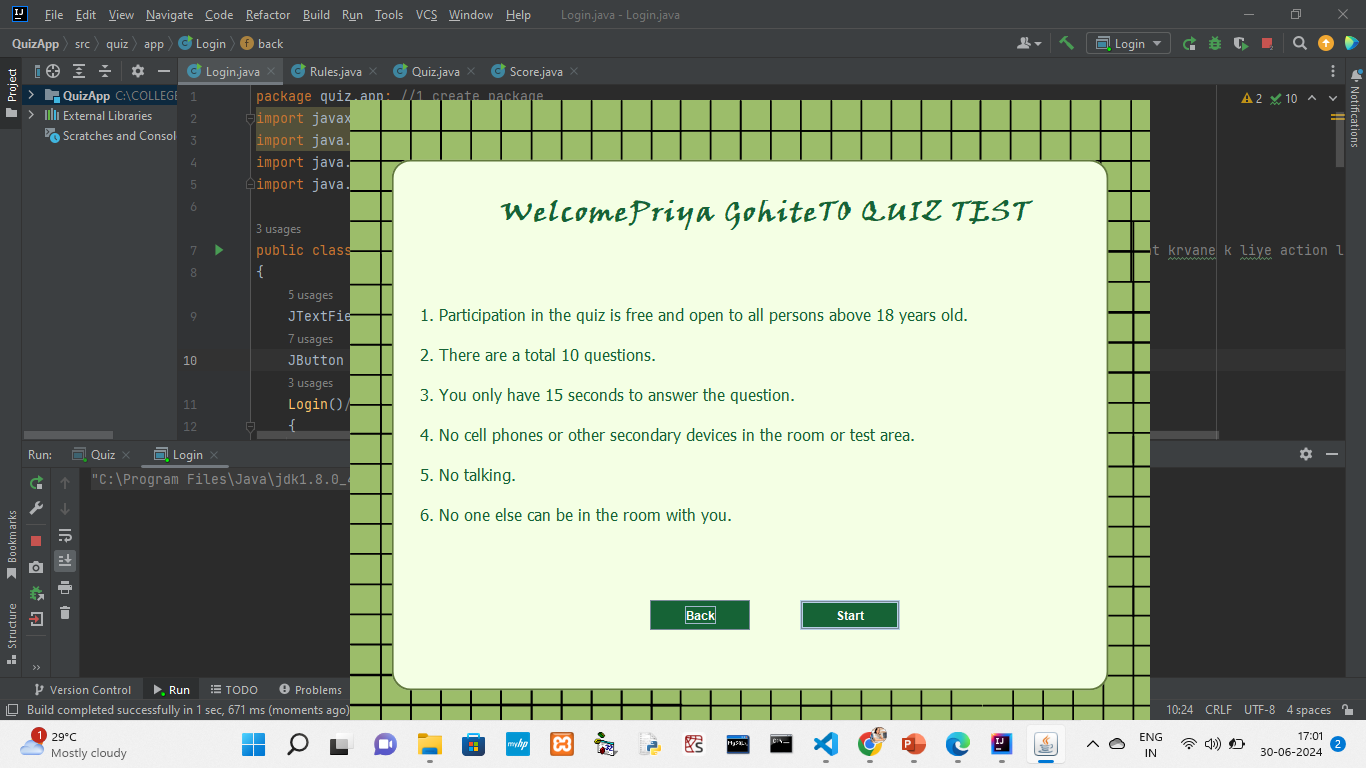 File Edit View Navigate Code Refactor Build Run Tools VCS Window Help Login.java - Login.java
QuizApp src quiz app Login back Login
Project
Login.java Rules.java Quiz.java Score.java
QuizApp C:\COLLEGE
External Libraries
Scratches and Consol
Notifications
2 10
1 package quiz.app; //1 create package
2 import javax
3 import java.
4 import java.
5 import java.
6
3 usages
7 public class t krvane k liye action l
8 {
5 usages
9 JTextFie
7 usages
10 JButton
3 usages
11 Login()/
12 {
WelcomePriya GohiteTO QUIZ TEST
1. Participation in the quiz is free and open to all persons above 18 years old.
2. There are a total 10 questions.
3. You only have 15 seconds to answer the question.
4. No cell phones or other secondary devices in the room or test area.
5. No talking.
6. No one else can be in the room with you.
Back Start
Run: Quiz Login
"C:\Program Files\Java\jdk1.8.0_
Bookmarks
Structure
Version Control Run TODO Problems
Build completed successfully in 1 sec, 671 ms (moments ago) 10:24 CRLF UTF-8 4 spaces
1 29°C
Mostly cloudy
myhp
MySQL
ENG
IN
17:01
30-06-2024
2